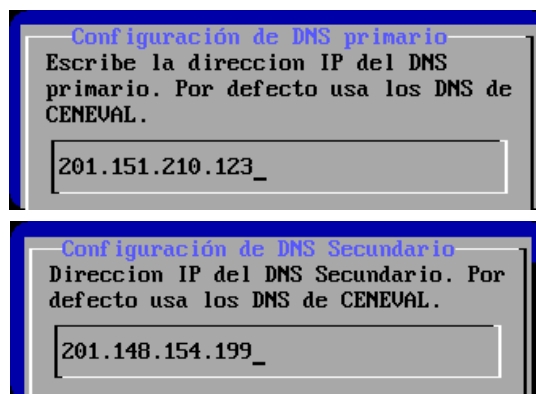 Configuración de DNS primario
Escribe la direccion IP del DNS
primario. Por defecto usa los DNS de
CENEVAL.
201.151.210.123_
Configuración de DNS Secundario
Direccion IP del DNS Secundario. Por
defecto usa los DNS de CENEVAL.
201.148.154.199_